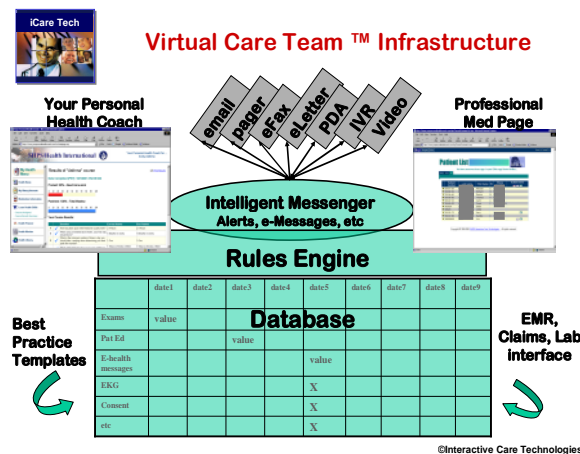 iCare Tech
Virtual Care Team ™ Infrastructure
email
pager
eFax
eLetter
PDA
IVR
Video
Your Personal
Health Coach
Professional
Med Page
Patient List
Intelligent Messenger
Alerts, e-Messages, etc
Rules Engine
date1 date2 date3 date4 date5 date6 date7 date8 date9
Database
Exams value
Pat Ed value
E-health
messages value
EKG X
Consent X
etc X
Best
Practice
Templates
EMR,
Claims, Lab
interface
©Interactive Care Technologies